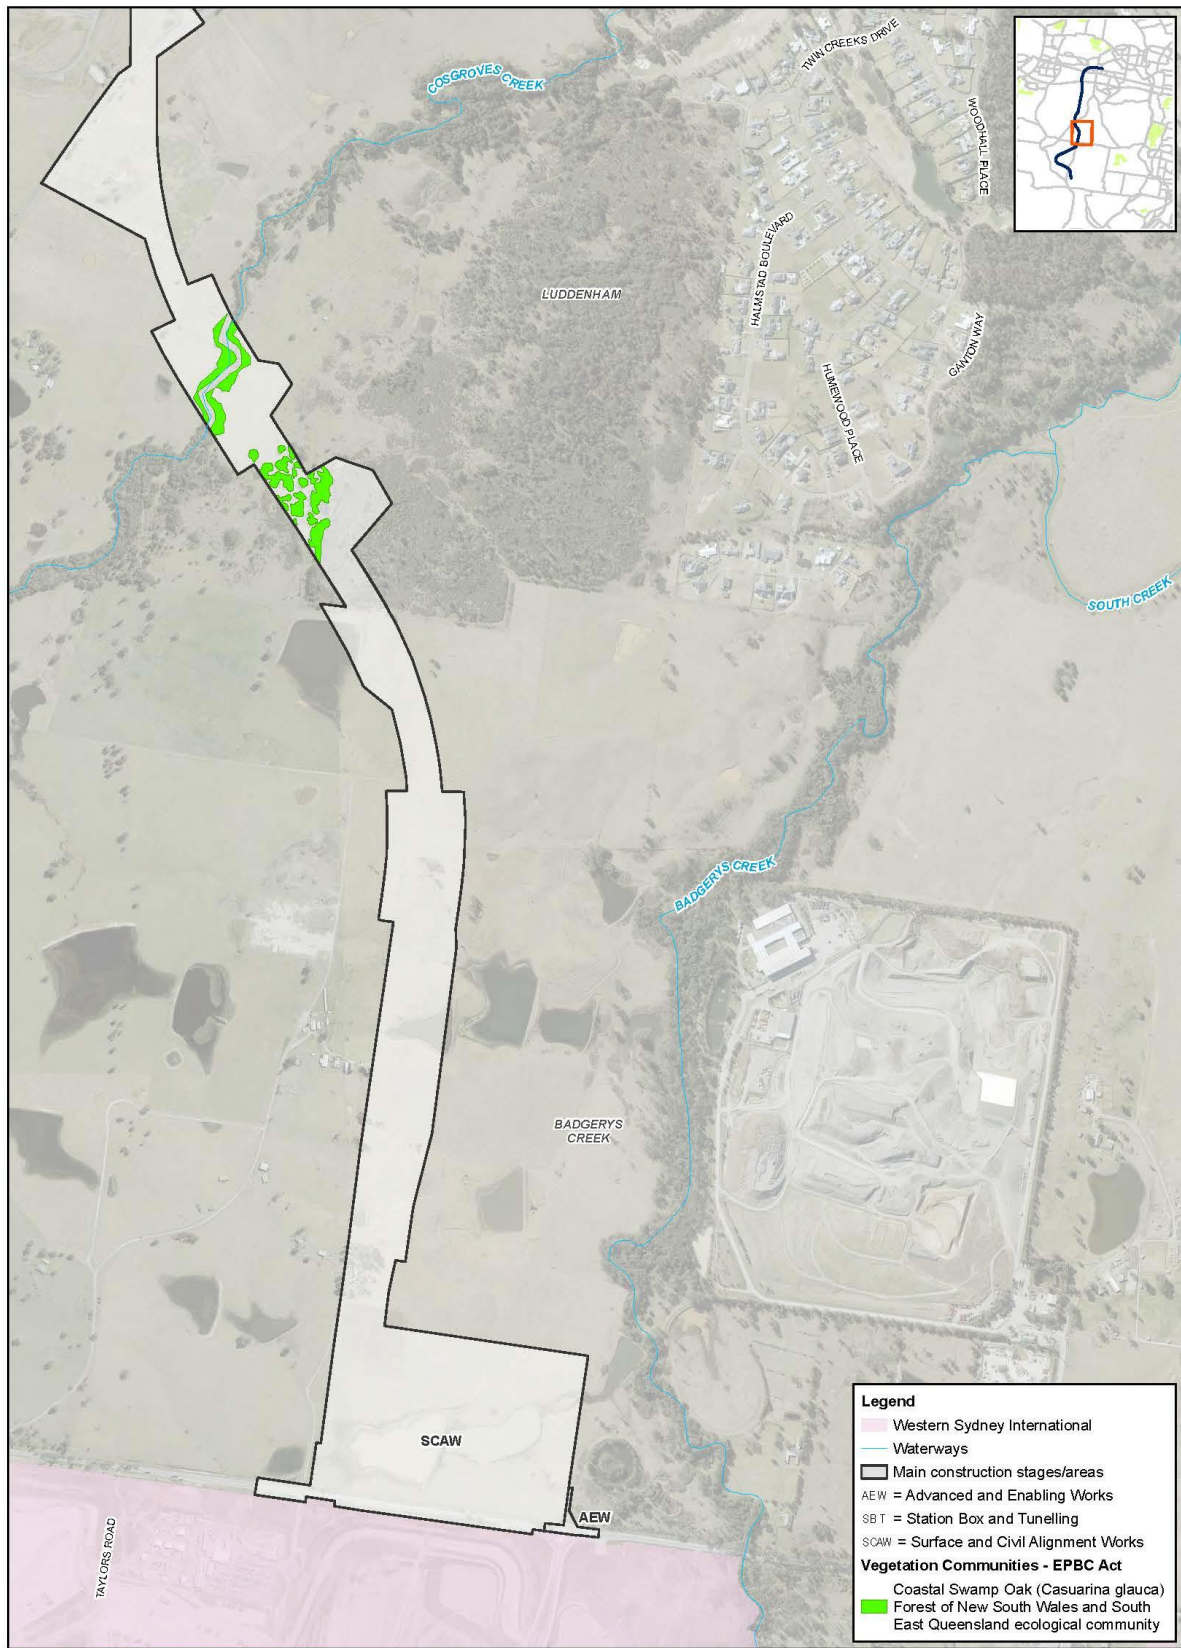 TWIN CREEKS DRIVE
COSGROVES CREEK
WOODHALL PLACE
HALMSTAD BOULEVARD
LUDDENHAM
GANTON WAY
HUMEWOOD PLACE
SOUTH CREEK
BADGERYS CREEK
BADGERYS
CREEK
SCAW
AEW
TAYLORS ROAD
Legend
Western Sydney International
Waterways
Main construction stages/areas
AEW = Advanced and Enabling Works
SBT = Station Box and Tunelling
SCAW = Surface and Civil Alignment Works
Vegetation Communities - EPBC Act
Coastal Swamp Oak (Casuarina glauca)
Forest of New South Wales and South
East Queensland ecological community